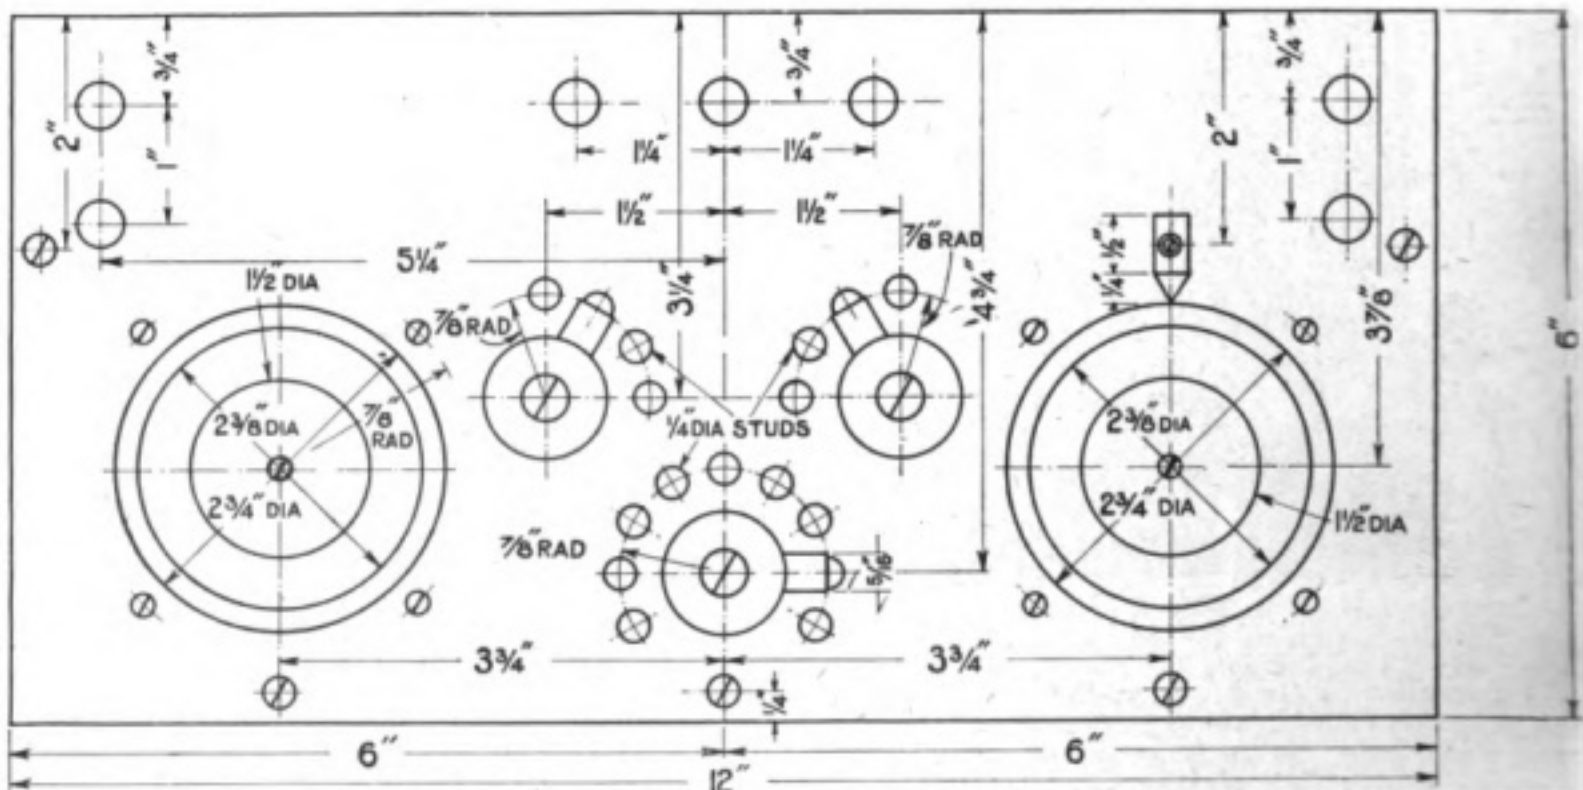 2"
3/4"
1"
3/4"
2"
3/4"
1"
3 7/8"
6"
1 1/4"
1 1/4"
1 1/2"
1 1/2"
5 1/4"
3 1/4"
4 3/4"
7/8 RAD
1/4"
1/2"
1 1/2" DIA
7/8" RAD
2 3/8" DIA
7/8" RAD
2 3/4" DIA
1/4" DIA STUDS
7/8" RAD
5/16"
2 3/8" DIA
2 3/4" DIA
1 1/2" DIA
3 3/4"
3 3/4"
1/4"
6"
6"
12"